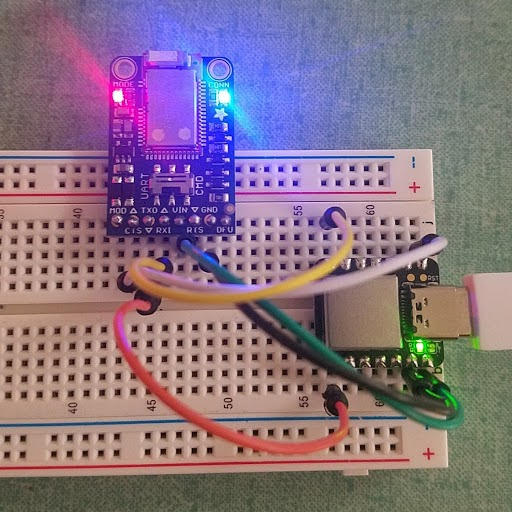 MODE CONN
UART
CMD
MOD TXO VIN GND
CTS RXI RTS DFU
-
+
55 60
RST
40 45 50 55 60
+